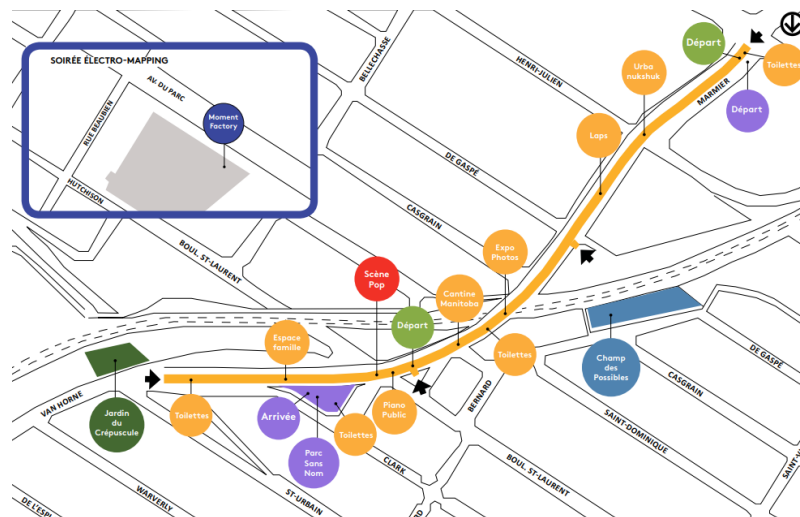 SOIRÉE ÉLECTRO-MAPPING
AV. DU PARC
RUE BEAUBIEN
HUTCHISON
Moment
Factory
BELLECHASSE
HENRI-JULIEN
DE GASPÉ
CASGRAIN
BOUL. ST-LAURENT
MARMIER
Départ
Toilettes
Départ
Urba
nukshuk
Laps
Expo
Photos
Cantine
Manitoba
Scène
Pop
Départ
Espace
famille
Toilettes
Champ
des
Possibles
DE GASPÉ
CASGRAIN
SAINT-DOMINIQUE
BERNARD
BOUL. ST-LAURENT
VAN HORNE
Jardin
du
Crépuscule
Toilettes
Arrivée
Parc
Sans
Nom
Toilettes
Piano
Public
CLARK
ST-URBAIN
WAVERLY